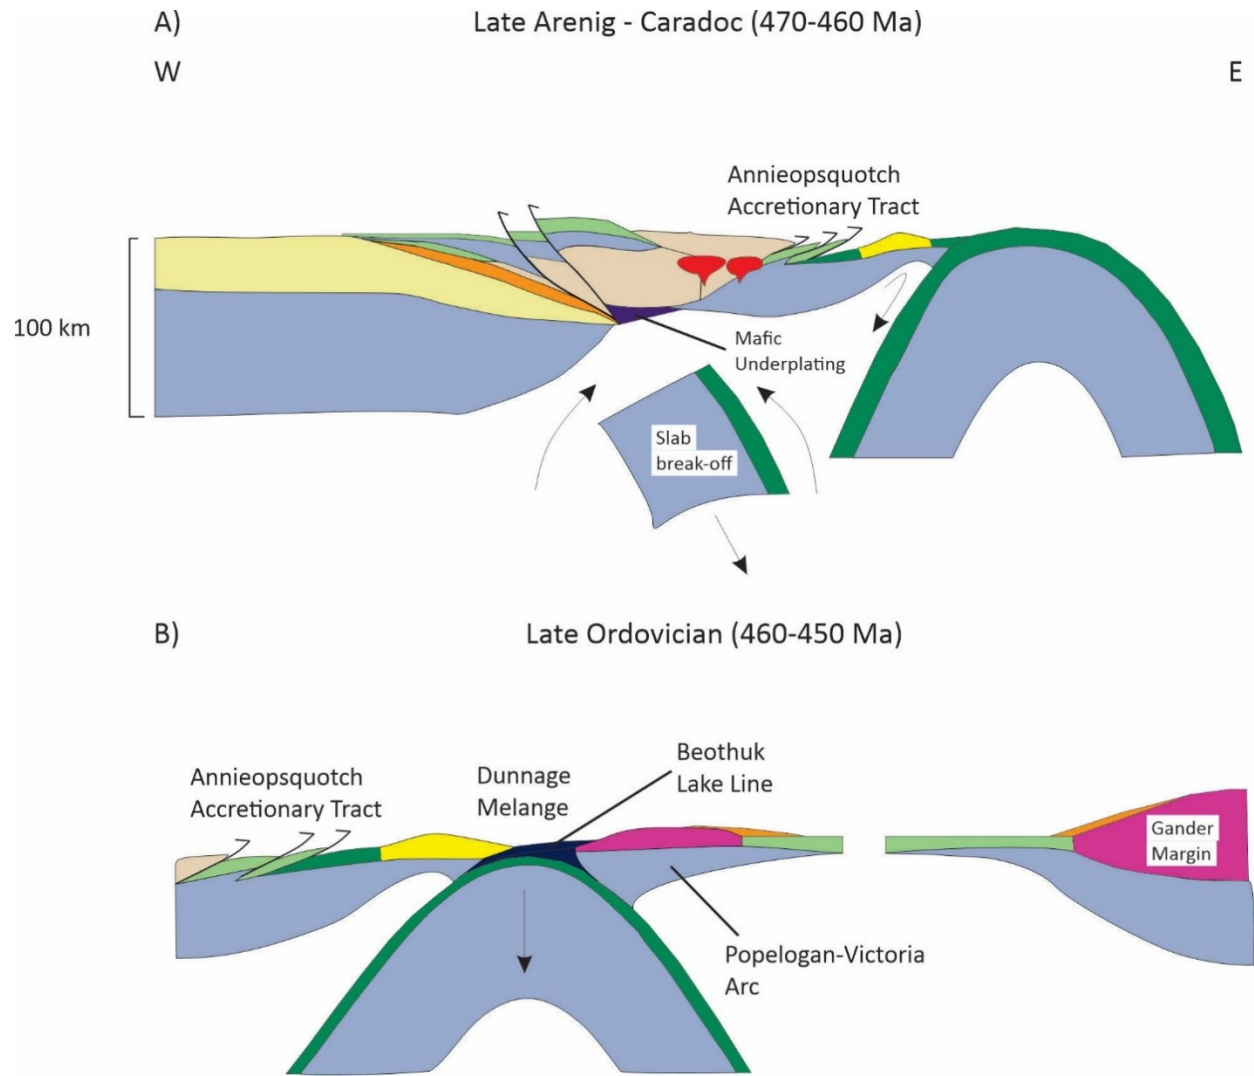 A)
Late Arenig - Caradoc (470-460 Ma)
W
E
Annieopsquotch
Accretionary Tract
100 km
Mafic
Underplating
Slab
break-off
B)
Late Ordovician (460-450 Ma)
Annieopsquotch
Accretionary Tract
Dunnage
Melange
Beothuk
Lake Line
Gander
Margin
Popelogan-Victoria
Arc